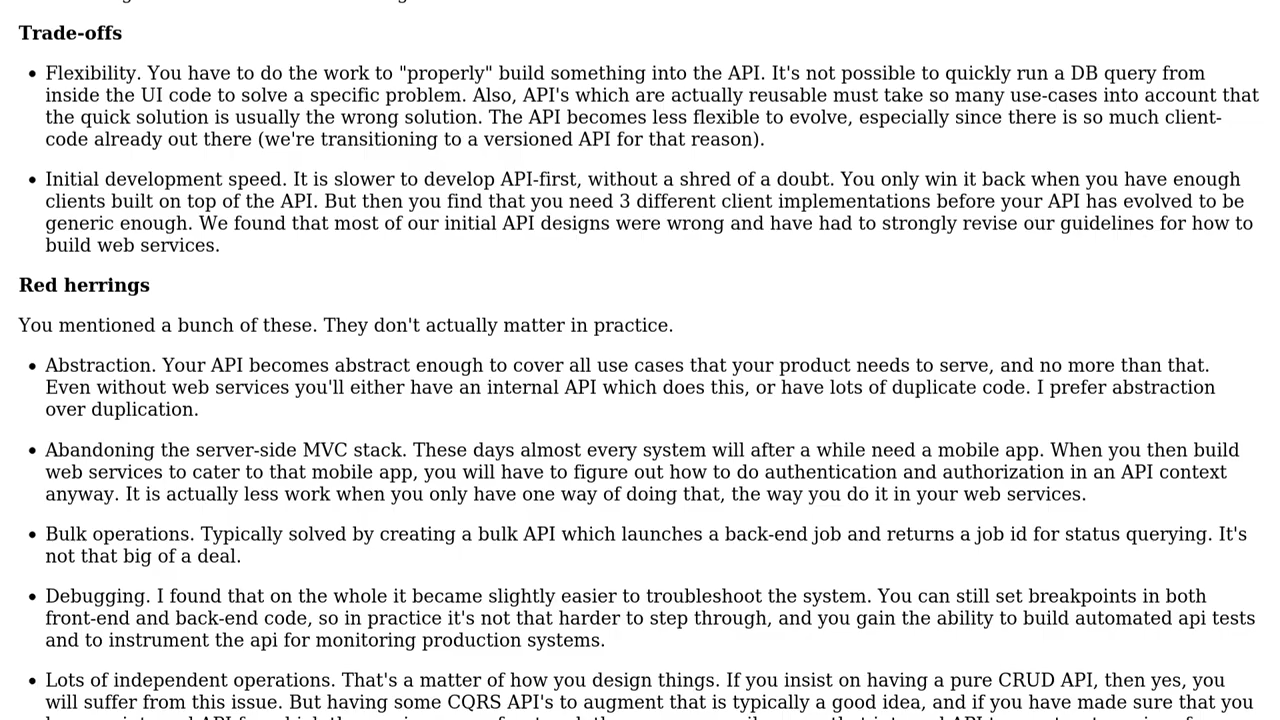 Trade-offs
• Flexibility. You have to do the work to "properly" build something into the API. It's not possible to quickly run a DB query from
inside the UI code to solve a specific problem. Also, API's which are actually reusable must take so many use-cases into account that
the quick solution is usually the wrong solution. The API becomes less flexible to evolve, especially since there is so much client-
code already out there (we're transitioning to a versioned API for that reason).
• Initial development speed. It is slower to develop API-first, without a shred of a doubt. You only win it back when you have enough
clients built on top of the API. But then you find that you need 3 different client implementations before your API has evolved to be
generic enough. We found that most of our initial API designs were wrong and have had to strongly revise our guidelines for how to
build web services.
Red herrings
You mentioned a bunch of these. They don't actually matter in practice.
• Abstraction. Your API becomes abstract enough to cover all use cases that your product needs to serve, and no more than that.
Even without web services you'll either have an internal API which does this, or have lots of duplicate code. I prefer abstraction
over duplication.
• Abandoning the server-side MVC stack. These days almost every system will after a while need a mobile app. When you then build
web services to cater to that mobile app, you will have to figure out how to do authentication and authorization in an API context
anyway. It is actually less work when you only have one way of doing that, the way you do it in your web services.
• Bulk operations. Typically solved by creating a bulk API which launches a back-end job and returns a job id for status querying. It's
not that big of a deal.
• Debugging. I found that on the whole it became slightly easier to troubleshoot the system. You can still set breakpoints in both
front-end and back-end code, so in practice it's not that harder to step through, and you gain the ability to build automated api tests
and to instrument the api for monitoring production systems.
• Lots of independent operations. That's a matter of how you design things. If you insist on having a pure CRUD API, then yes, you
will suffer from this issue. But having some CQRS API's to augment that is typically a good idea, and if you have made sure that you